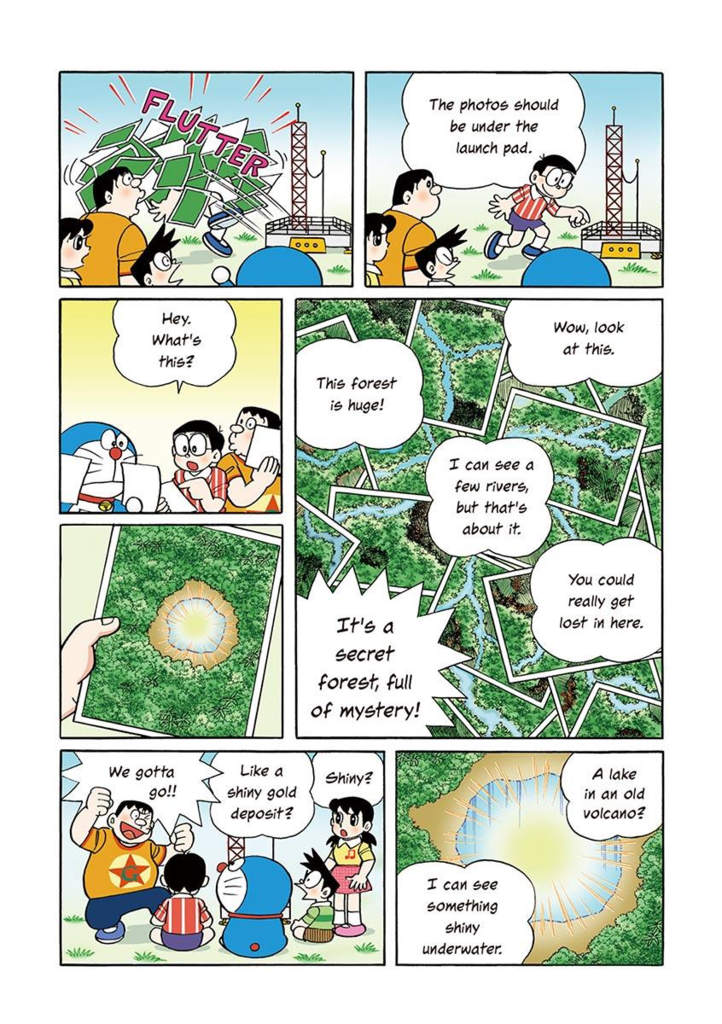 The photos should
be under the
launch pad.
FLUTTER
Wow, look
at this.
This forest
is huge!
I can see a
few rivers,
but that's
about it.
You could
really get
lost in here.
It's a
secret
forest, full
of mystery!
Hey.
What's
this?
A lake
in an old
volcano?
I can see
something
shiny
underwater.
Shiny?
Like a
shiny gold
deposit?
We gotta
go!!
G